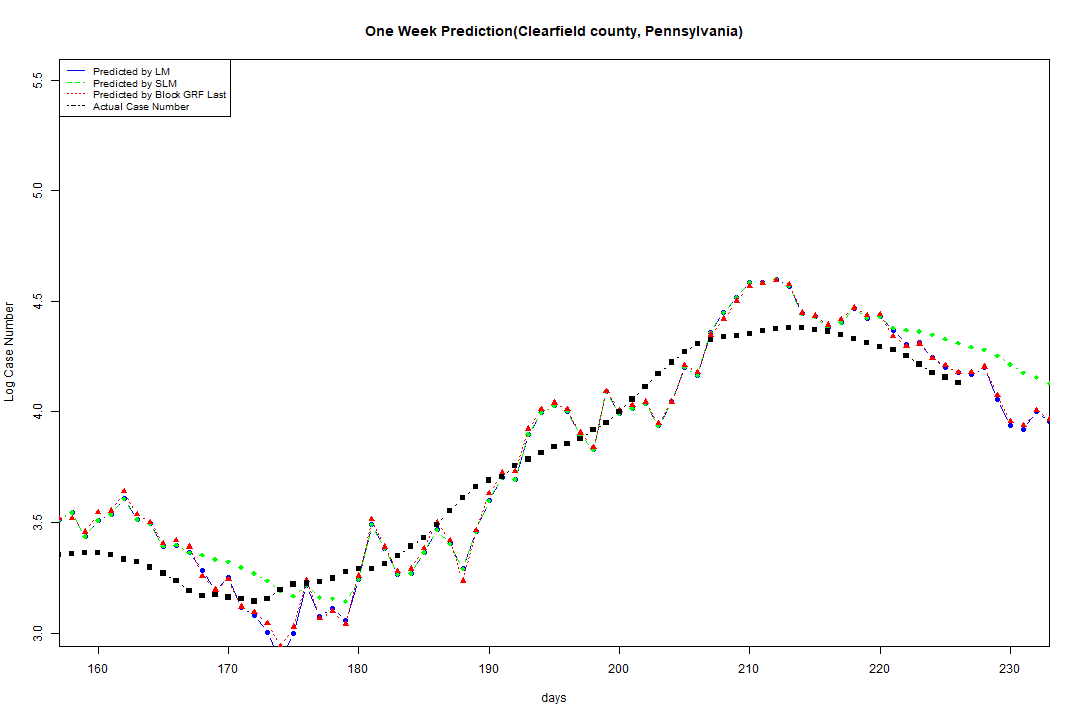 One Week Prediction(Clearfield county, Pennsylvania)
Predicted by LM
Predicted by SLM
Predicted by Block GRF Last
Actual Case Number
Log Case Number
5.5
5.0
4.5
4.0
3.5
3.0
160 170 180 190 200 210 220 230
days